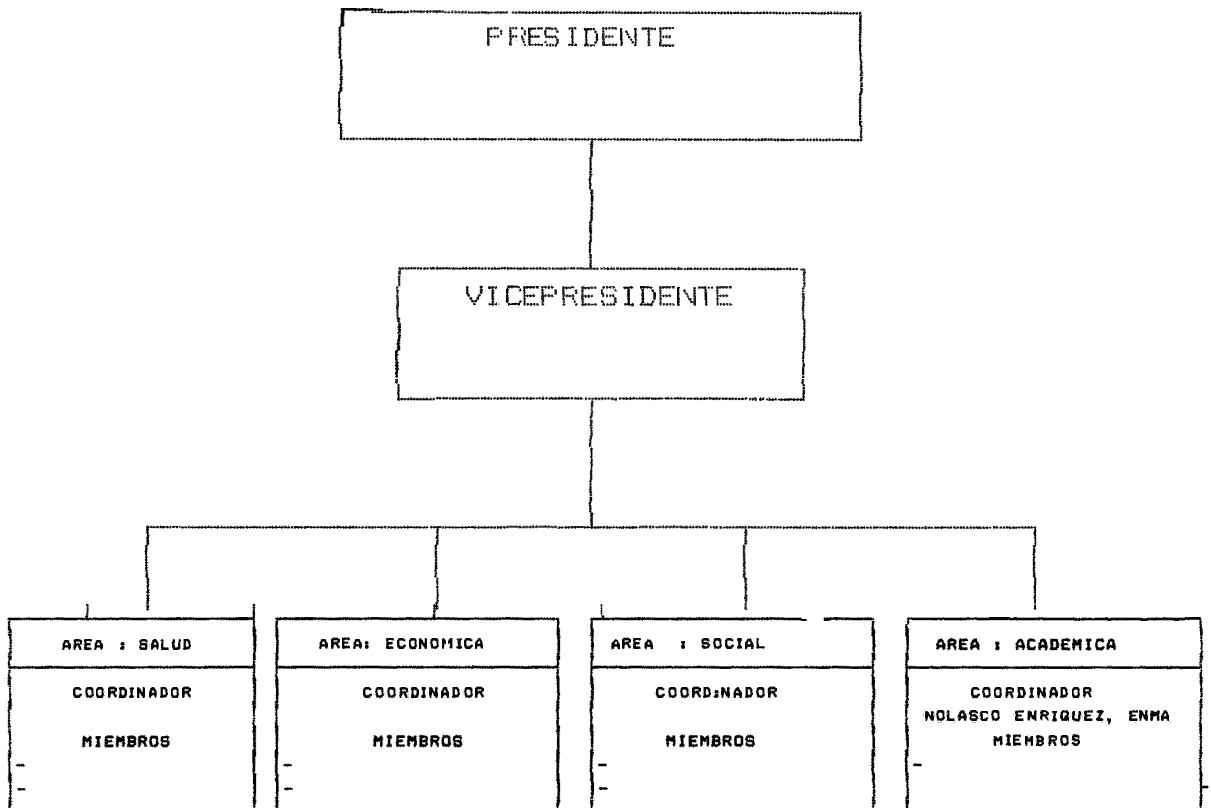 PRESIDENTE
VICEPRESIDENTE
AREA : SALUD
COORDINADOR
MIEMBROS
-
-
AREA: ECONOMICA
COORDINADOR
MIEMBROS
-
-
AREA : SOCIAL
COORD:NADOR
MIEMBROS
-
-
AREA : ACADEMICA
COORDINADOR
NOLASCO ENRIQUEZ, ENMA
MIEMBROS
-